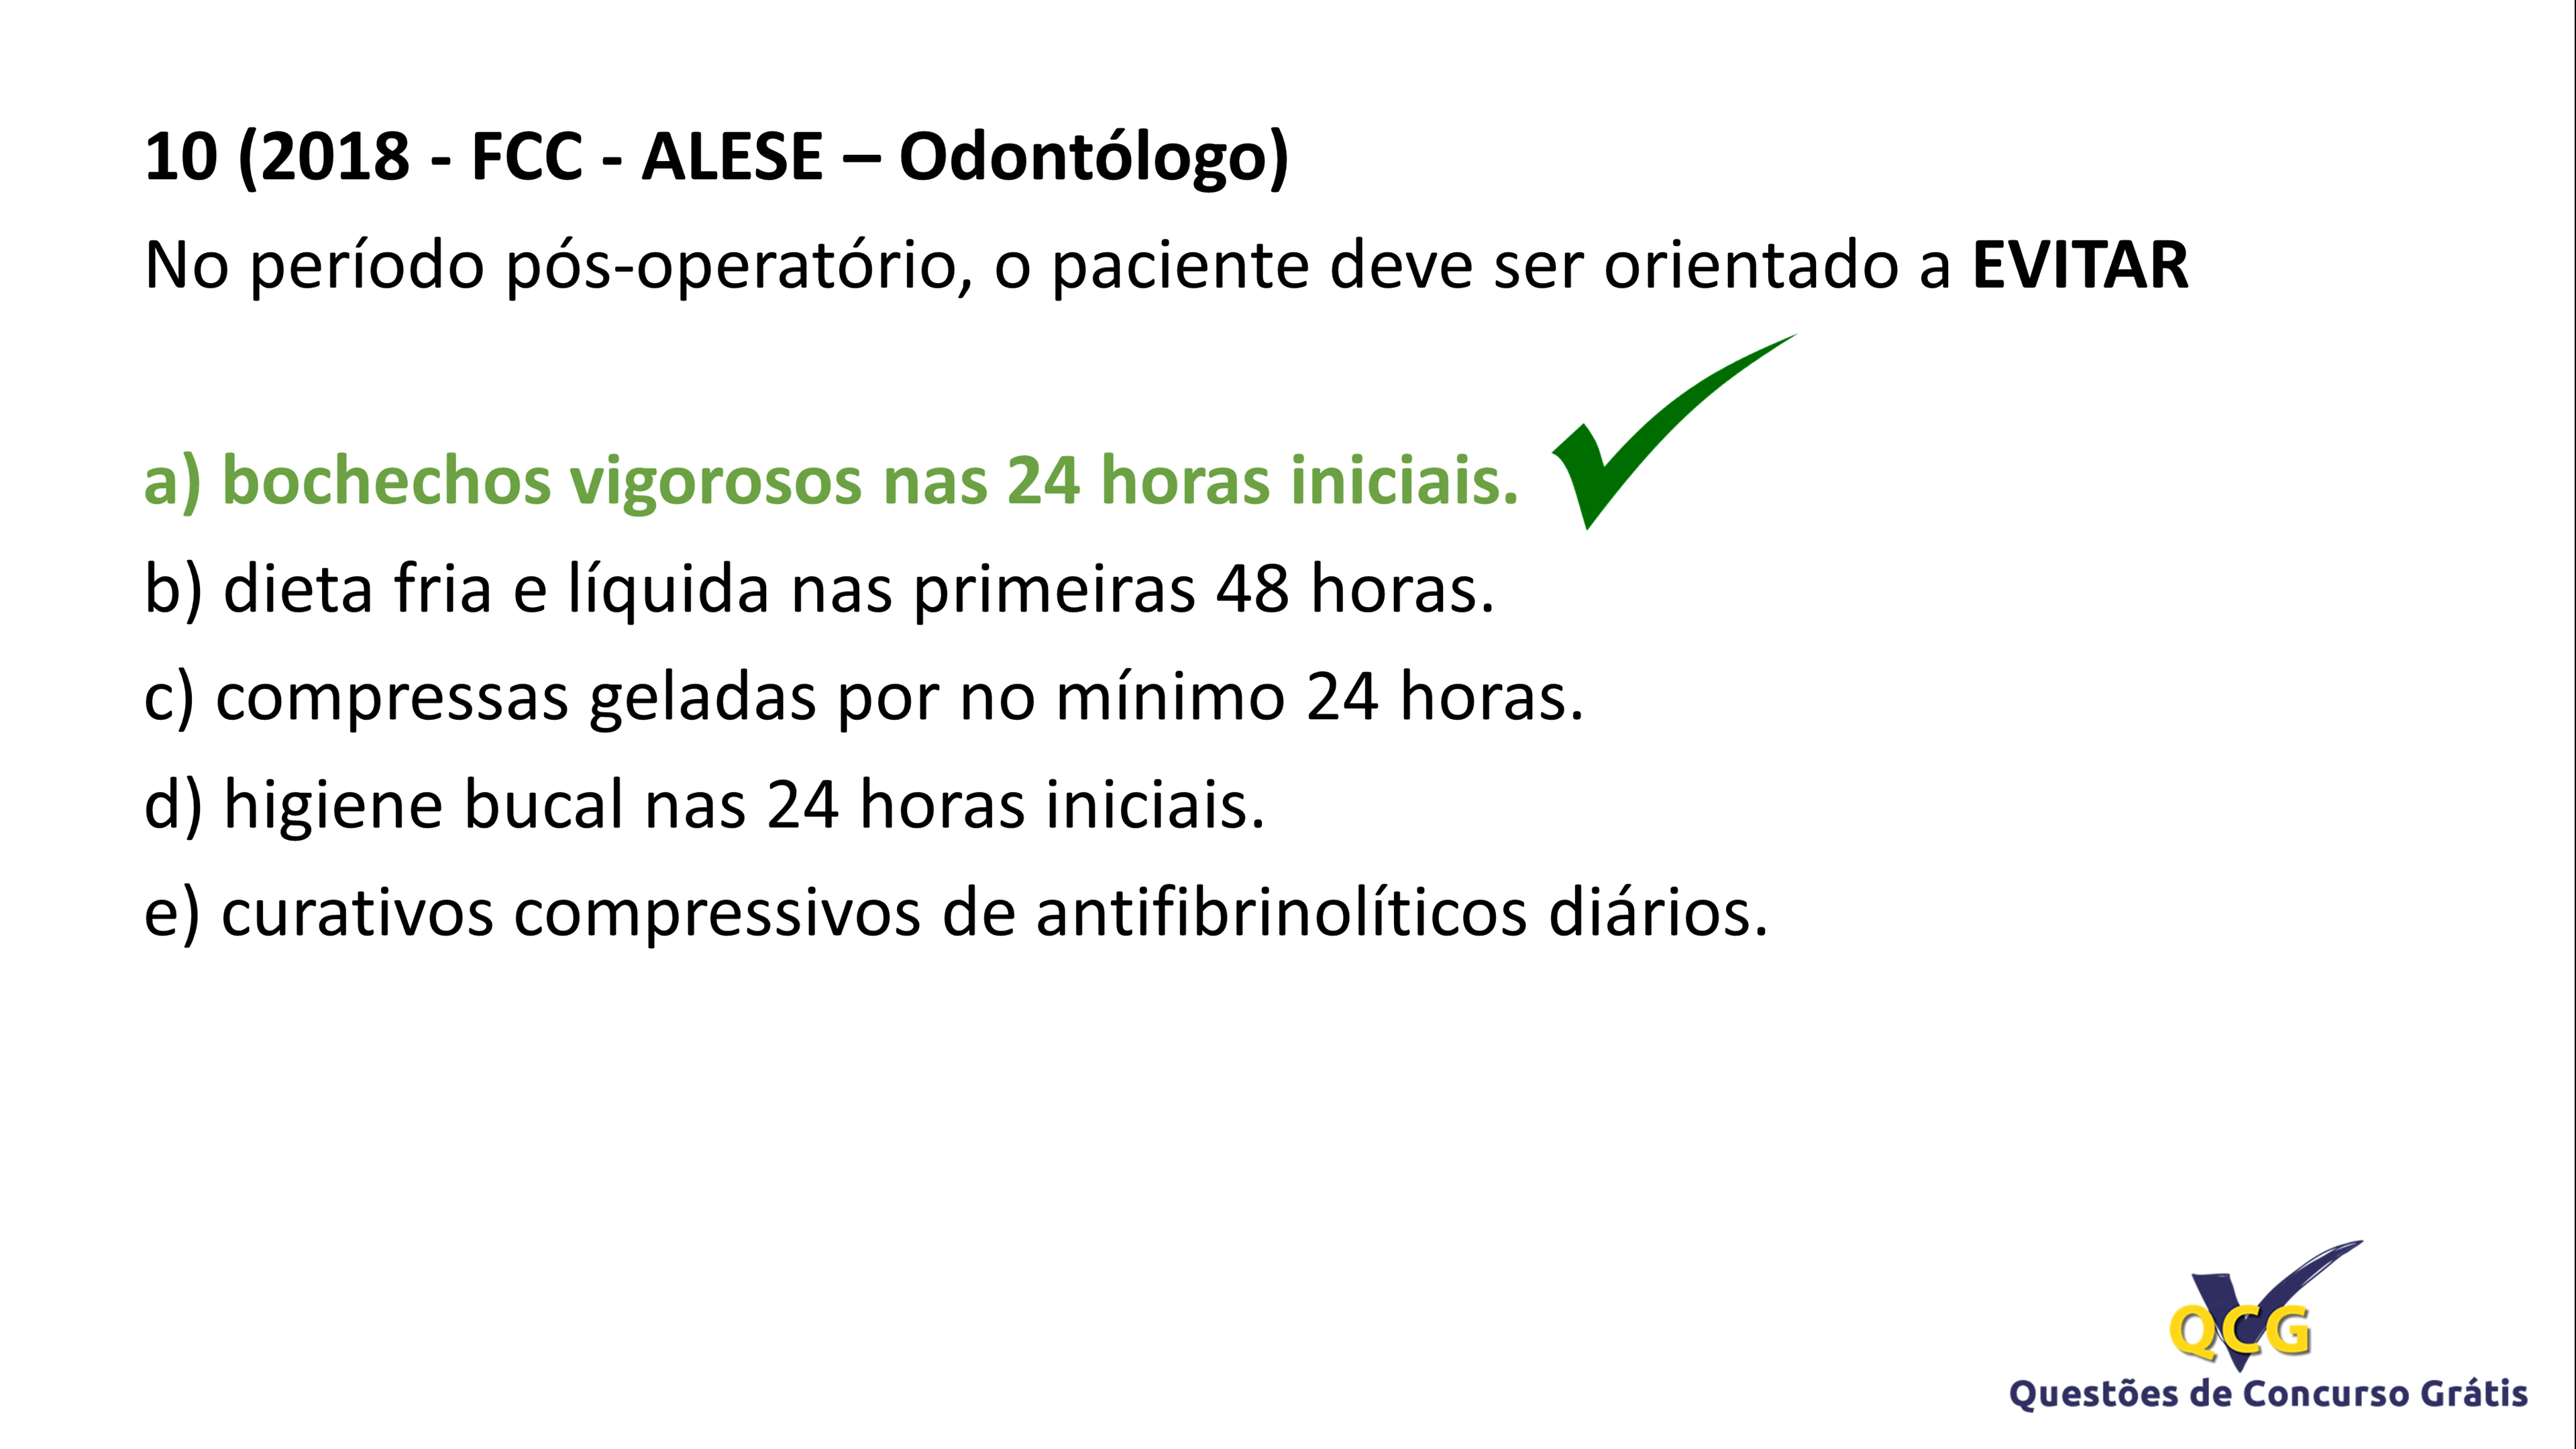 10 (2018 - FCC - ALESE – Odontólogo)
No período pós-operatório, o paciente deve ser orientado a EVITAR
a) bochechos vigorosos nas 24 horas iniciais.
b) dieta fria e líquida nas primeiras 48 horas.
c) compressas geladas por no mínimo 24 horas.
d) higiene bucal nas 24 horas iniciais.
e) curativos compressivos de antifibrinolíticos diários.
QCG
Questões de Concurso Grátis